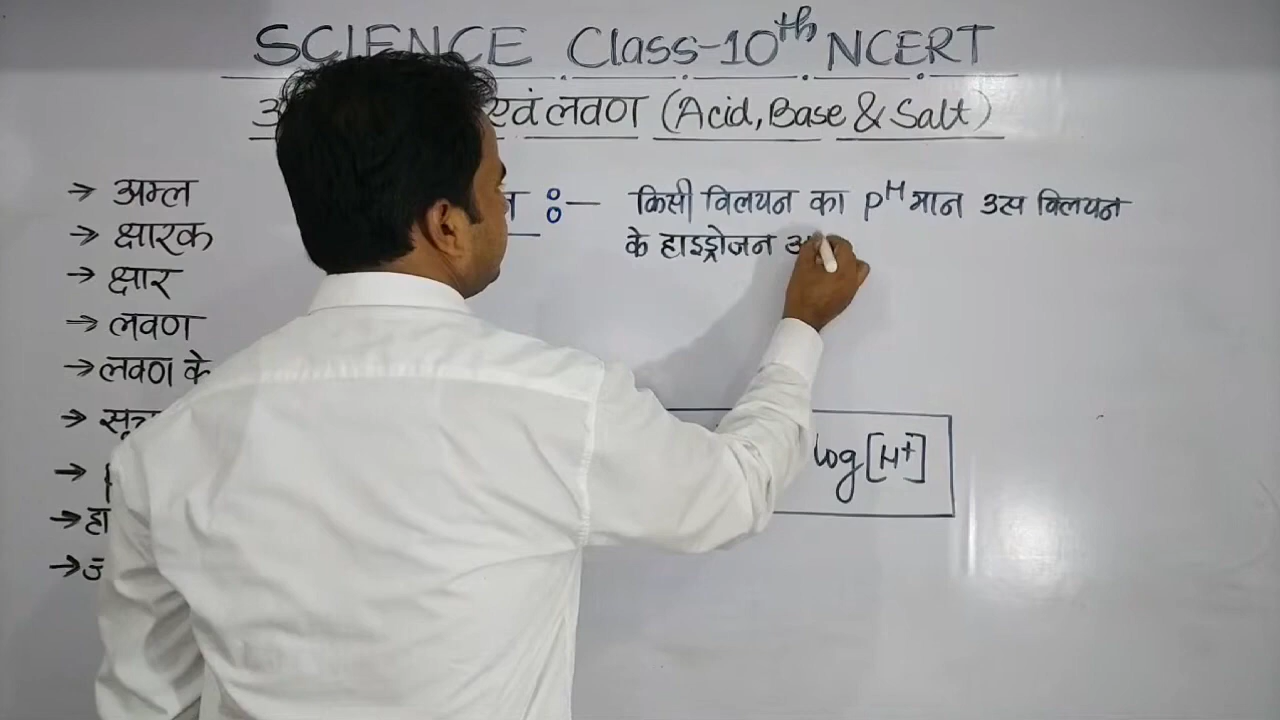 SCIENCE Class-10th NCERT
एवं लवण (Acid, Base & Salt)
→ अम्ल
→ क्षारक
→ क्षार
→ लवण
→ लवण के
:— किसी विलयन का pH मान उस विलयन
के हाइड्रोजन
log[H+]